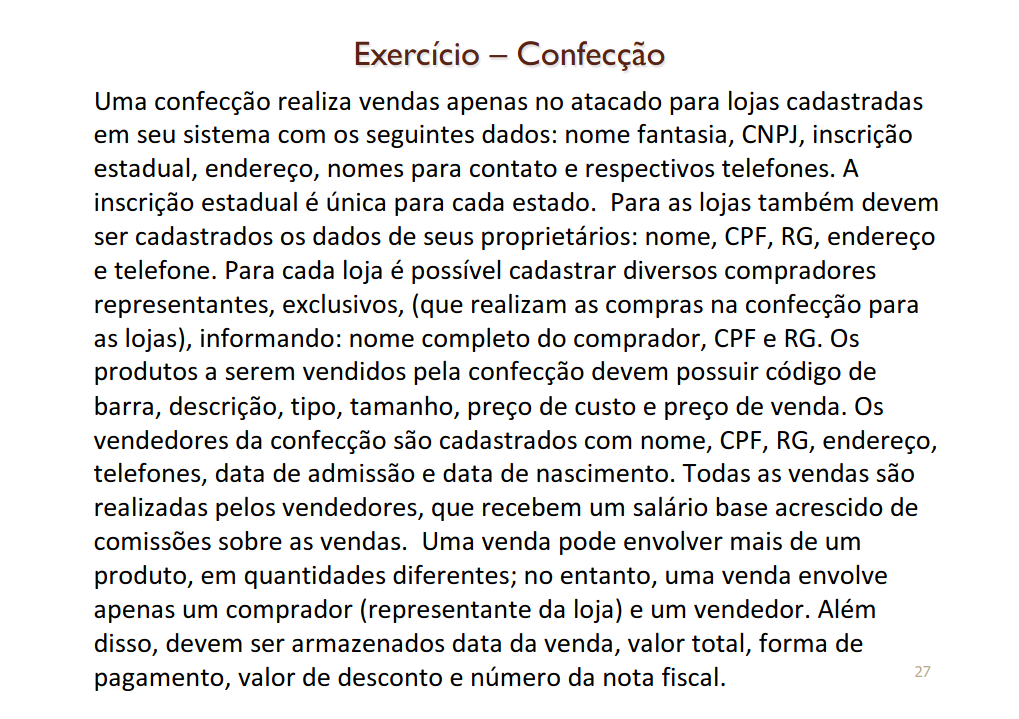 Exercício – Confecção
Uma confecção realiza vendas apenas no atacado para lojas cadastradas
em seu sistema com os seguintes dados: nome fantasia, CNPJ, inscrição
estadual, endereço, nomes para contato e respectivos telefones. A
inscrição estadual é única para cada estado.  Para as lojas também devem
ser cadastrados os dados de seus proprietários: nome, CPF, RG, endereço
e telefone. Para cada loja é possível cadastrar diversos compradores
representantes, exclusivos, (que realizam as compras na confecção para
as lojas), informando: nome completo do comprador, CPF e RG. Os
produtos a serem vendidos pela confecção devem possuir código de
barra, descrição, tipo, tamanho, preço de custo e preço de venda. Os
vendedores da confecção são cadastrados com nome, CPF, RG, endereço,
telefones, data de admissão e data de nascimento. Todas as vendas são
realizadas pelos vendedores, que recebem um salário base acrescido de
comissões sobre as vendas.  Uma venda pode envolver mais de um
produto, em quantidades diferentes; no entanto, uma venda envolve
apenas um comprador (representante da loja) e um vendedor. Além
disso, devem ser armazenados data da venda, valor total, forma de
pagamento, valor de desconto e número da nota fiscal.
27